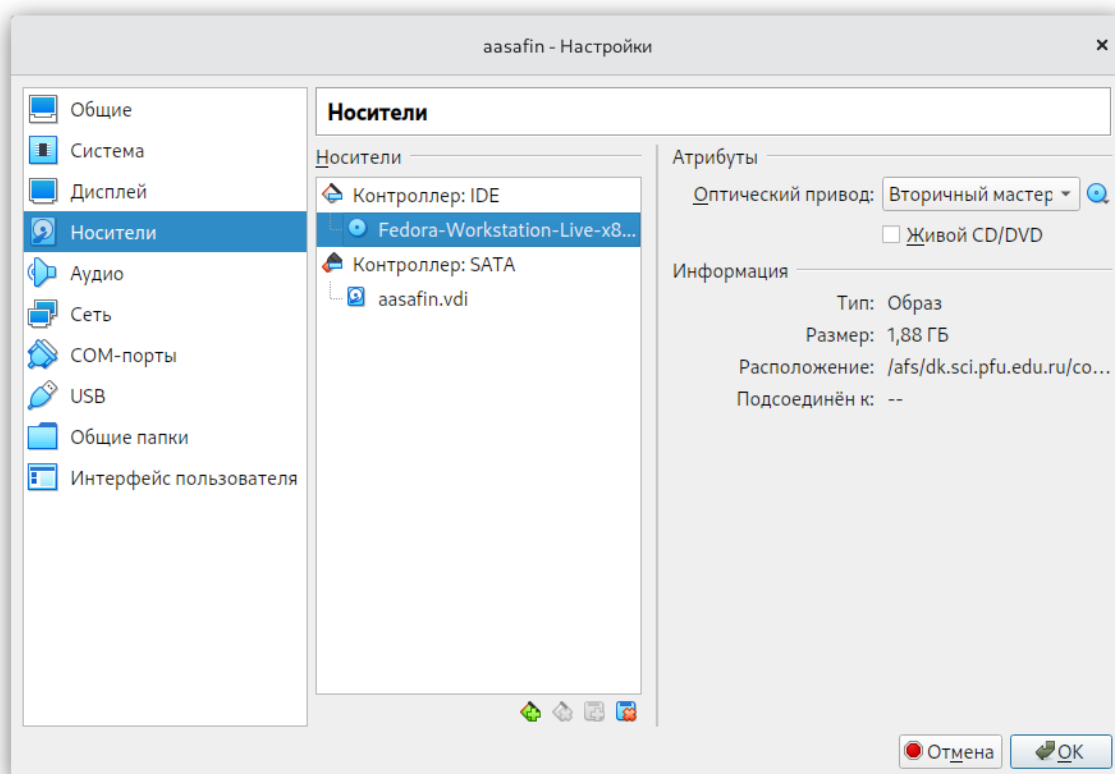 aasafin - Настройки
Общие
Система
Дисплей
Носители
Аудио
Сеть
COM-порты
USB
Общие папки
Интерфейс пользователя
Носители
Носители
Контроллер: IDE
Fedora-Workstation-Live-x8...
Контроллер: SATA
aasafin.vdi
Атрибуты
Оптический привод: Вторичный мастер
Живой CD/DVD
Информация
Тип: Образ
Размер: 1,88 ГБ
Расположение: /afs/dk.sci.pfu.edu.ru/co...
Подсоединён к: --
Отмена
OK